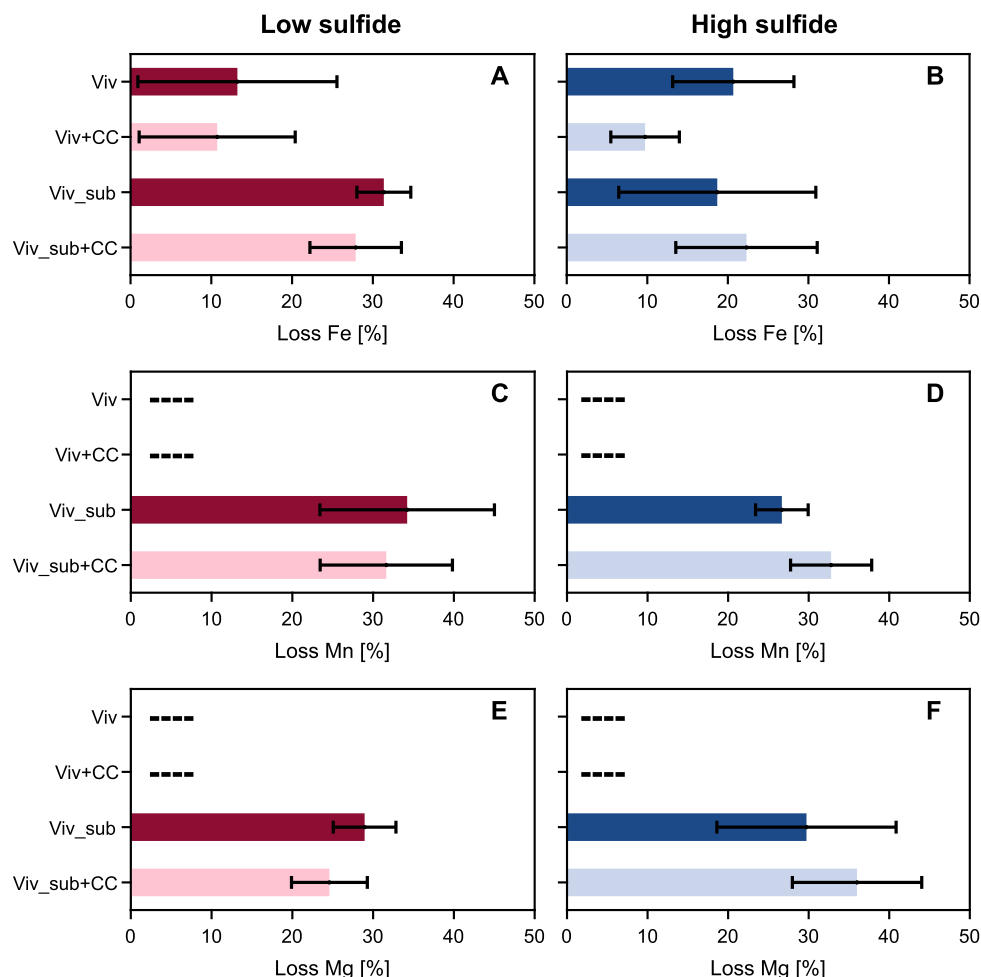 Low sulfide High sulfide
Viv A B
Viv+CC
Viv_sub
Viv_sub+CC
0 10 20 30 40 50 0 10 20 30 40 50
Loss Fe [%] Loss Fe [%]
Viv C D
Viv+CC
Viv_sub
Viv_sub+CC
0 10 20 30 40 50 0 10 20 30 40 50
Loss Mn [%] Loss Mn [%]
Viv E F
Viv+CC
Viv_sub
Viv_sub+CC
0 10 20 30 40 50 0 10 20 30 40 50
Loss Mg [%] Loss Mg [%]